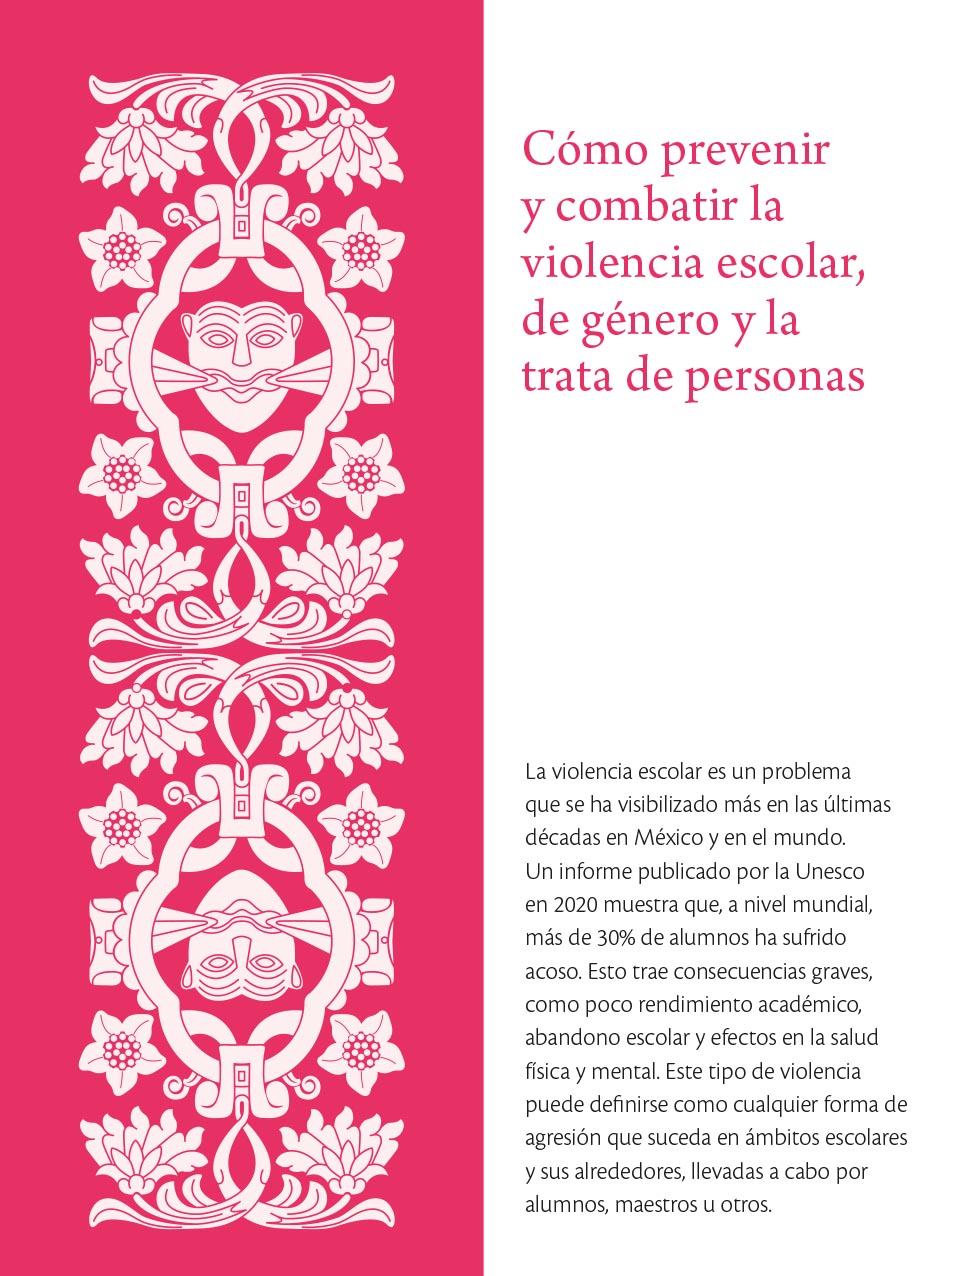 Cómo prevenir
y combatir la
violencia escolar,
de género y la
trata de personas
La violencia escolar es un problema
que se ha visibilizado más en las últimas
décadas en México y en el mundo.
Un informe publicado por la Unesco
en 2020 muestra que, a nivel mundial,
más de 30% de alumnos ha sufrido
acoso. Esto trae consecuencias graves,
como poco rendimiento académico,
abandono escolar y efectos en la salud
física y mental. Este tipo de violencia
puede definirse como cualquier forma de
agresión que suceda en ámbitos escolares
y sus alrededores, llevadas a cabo por
alumnos, maestros u otros.